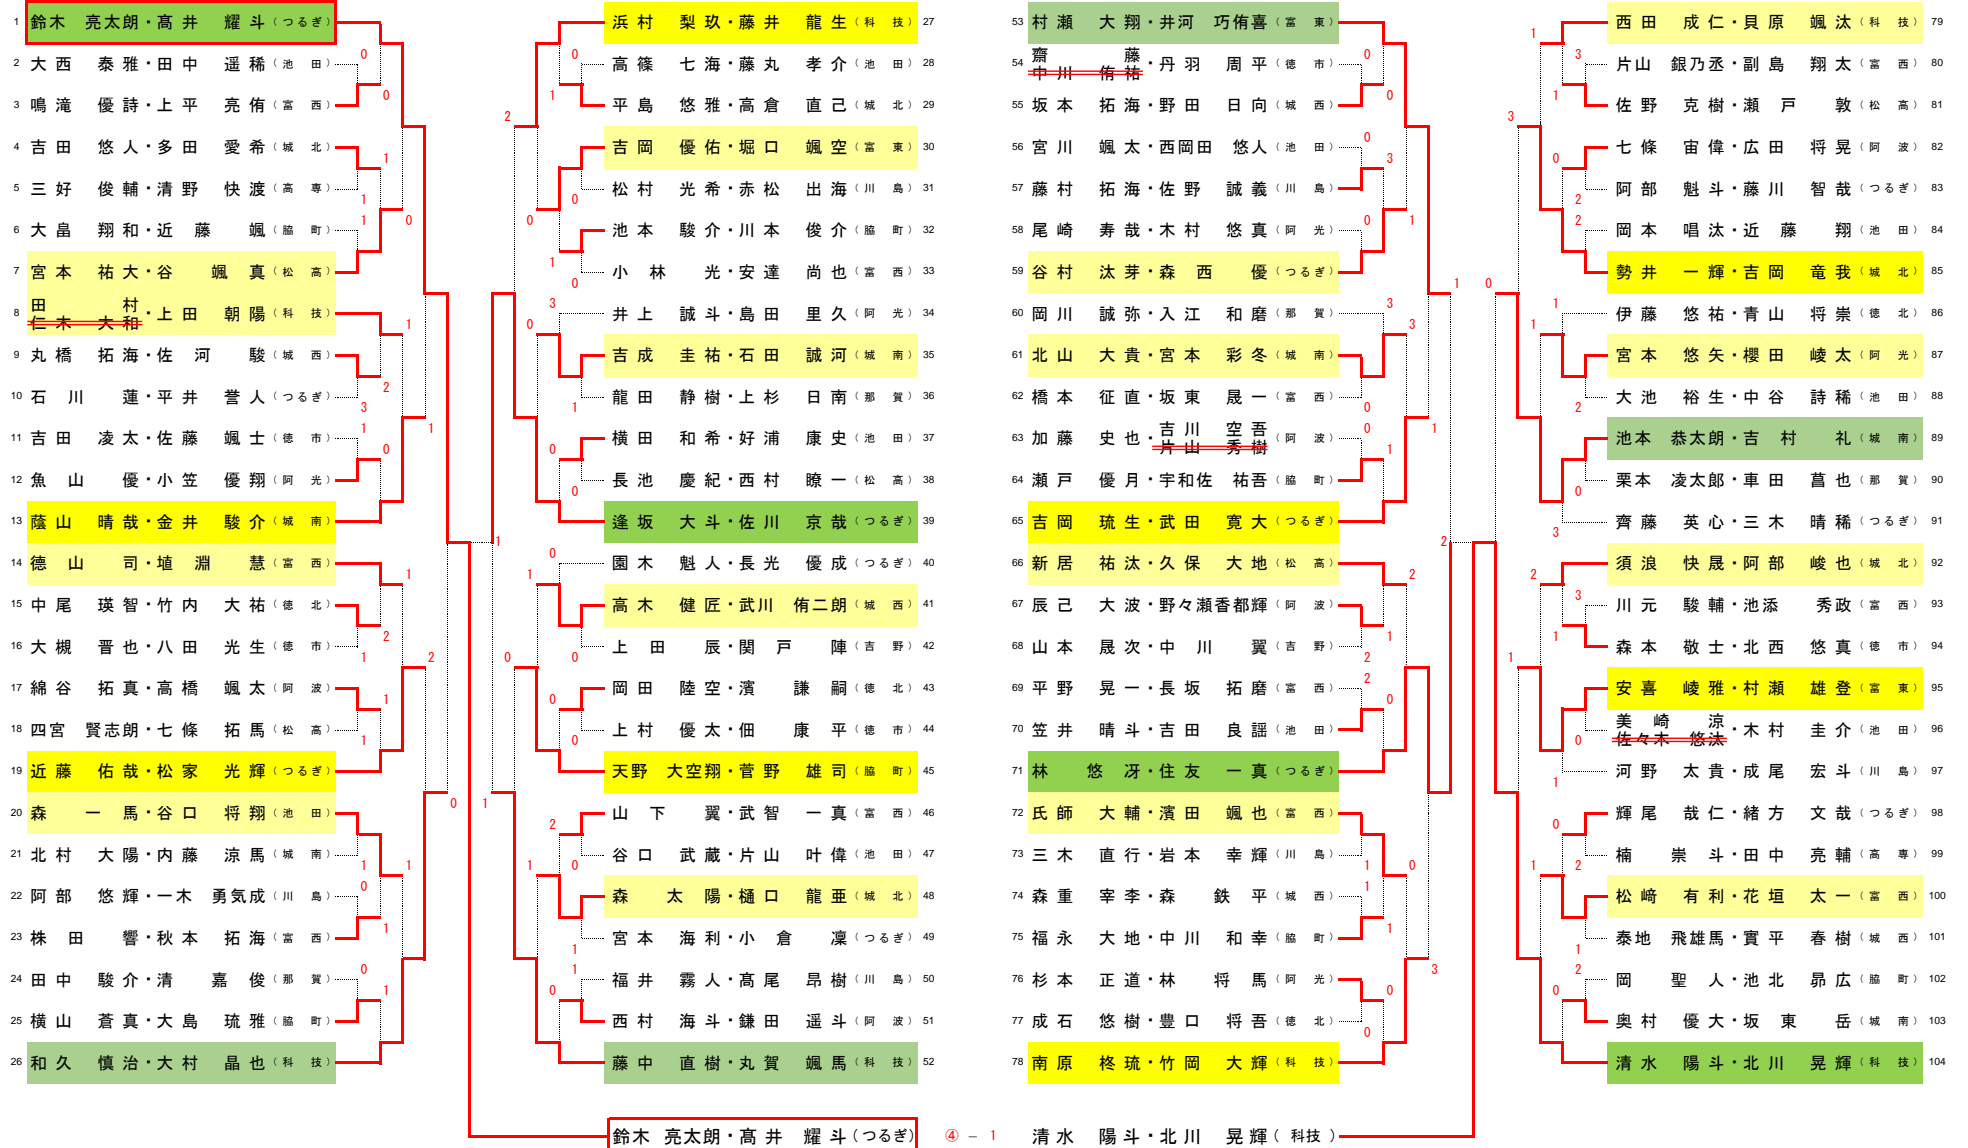 1 鈴木 亮太朗・髙井 耀斗（つるぎ）
2 大西 泰雅・田中 遥稀（池田）
3 鳴滝 優詩・上平 亮侑（富西）
4 吉田 悠人・多田 愛希（城北）
5 三好 俊輔・清野 快渡（高専）
6 大畠 翔和・近藤 颯（脇町）
7 宮本 祐大・谷 颯真（松高）
8 田村 仁木 大和・上田 朝陽（科技）
9 丸橋 拓海・佐河 駿（城西）
10 石川 蓮・平井 誉人（つるぎ）
11 吉田 凌太・佐藤 颯士（徳市）
12 魚山 優・小笠 優翔（阿光）
13 蔭山 晴哉・金井 駿介（城南）
14 德山 司・埴淵 慧（富西）
15 中尾 瑛智・竹内 大祐（徳北）
16 大槻 晋也・八田 光生（徳市）
17 綿谷 拓真・高橋 颯太（阿波）
18 四宮 賢志朗・七條 拓馬（松高）
19 近藤 佑哉・松家 光輝（つるぎ）
20 森 一馬・谷口 将翔（池田）
21 北村 大陽・内藤 涼馬（城南）
22 阿部 悠輝・一木 勇気成（川島）
23 株田 響・秋本 拓海（富西）
24 田中 駿介・清 嘉俊（那賀）
25 横山 蒼真・大島 琉雅（脇町）
26 和久 慎治・大村 晶也（科技）
浜村 梨玖・藤井 龍生（科技） 27
高篠 七海・藤丸 孝介（池田） 28
平島 悠雅・高倉 直己（城北） 29
吉岡 優佑・堀口 颯空（富東） 30
松村 光希・赤松 出海（川島） 31
池本 駿介・川本 俊介（脇町） 32
小林 光・安達 尚也（富西） 33
井上 誠斗・島田 里久（阿光） 34
吉成 圭祐・石田 誠河（城南） 35
龍田 静樹・上杉 日南（那賀） 36
横田 和希・好浦 康史（池田） 37
長池 慶紀・西村 瞭一（松高） 38
逢坂 大斗・佐川 京哉（つるぎ） 39
園木 魁人・長光 優成（つるぎ） 40
高木 健匠・武川 侑二朗（城西） 41
上田 辰・関戸 陣（吉野） 42
岡田 陸空・濱 謙嗣（徳北） 43
上村 優太・佃 康平（徳市） 44
天野 大空翔・菅野 雄司（脇町） 45
山下 翼・武智 一真（富西） 46
谷口 武蔵・片山 叶偉（池田） 47
森 太陽・樋口 龍亜（城北） 48
宮本 海利・小倉 凜（つるぎ） 49
福井 霧人・髙尾 昂樹（川島） 50
西村 海斗・鎌田 遥斗（阿波） 51
藤中 直樹・丸賀 颯馬（科技） 52
53 村瀬 大翔・井河 巧侑喜（富東）
54 齋藤 中川 侑祐・丹羽 周平（徳市）
55 坂本 拓海・野田 日向（城西）
56 宮川 颯太・西岡田 悠人（池田）
57 藤村 拓海・佐野 誠義（川島）
58 尾崎 寿哉・木村 悠真（阿光）
59 谷村 汰芽・森西 優（つるぎ）
60 岡川 誠弥・入江 和磨（那賀）
61 北山 大貴・宮本 彩冬（城南）
62 橋本 征直・坂東 晟一（富西）
63 加藤 史也・吉川 空吾 片山 秀樹（阿波）
64 瀬戸 優月・宇和佐 祐吾（脇町）
65 吉岡 琉生・武田 寛大（つるぎ）
66 新居 祐汰・久保 大地（松高）
67 辰己 大波・野々瀬香都輝（阿波）
68 山本 晟次・中川 翼（吉野）
69 平野 晃一・長坂 拓磨（富西）
70 笠井 晴斗・吉田 良謡（池田）
71 林 悠冴・住友 一真（つるぎ）
72 氏師 大輔・濱田 颯也（富西）
73 三木 直行・岩本 幸輝（川島）
74 森重 宰李・森 鉄平（城西）
75 福永 大地・中川 和幸（脇町）
76 杉本 正道・林 将馬（阿光）
77 成石 悠樹・豊口 将吾（徳北）
78 南原 柊琉・竹岡 大輝（科技）
西田 成仁・貝原 颯汰（科技） 79
片山 銀乃丞・副島 翔太（富西） 80
佐野 克樹・瀬戸 敦（松高） 81
七條 宙偉・広田 将晃（阿波） 82
阿部 魁斗・藤川 智哉（つるぎ） 83
岡本 唱汰・近藤 翔（池田） 84
勢井 一輝・吉岡 竜我（城北） 85
伊藤 悠祐・青山 将崇（徳北） 86
宮本 悠矢・櫻田 崚太（阿光） 87
大池 裕生・中谷 詩稀（池田） 88
池本 恭太朗・吉村 礼（城南） 89
栗本 凌太郎・車田 菖也（那賀） 90
齊藤 英心・三木 晴稀（つるぎ） 91
須浪 快晟・阿部 峻也（城北） 92
川元 駿輔・池添 秀政（富西） 93
森本 敬士・北西 悠真（徳市） 94
安喜 崚雅・村瀬 雄登（富東） 95
美崎 涼 佐々木 悠汰・木村 圭介（池田） 96
河野 太貴・成尾 宏斗（川島） 97
輝尾 哉仁・緒方 文哉（つるぎ） 98
楠 崇斗・田中 亮輔（高専） 99
松﨑 有利・花垣 太一（富西） 100
泰地 飛雄馬・實平 春樹（城西） 101
岡 聖人・池北 昴広（脇町） 102
奥村 優大・坂東 岳（城南） 103
清水 陽斗・北川 晃輝（科技） 104
鈴木 亮太朗・髙井 耀斗（つるぎ） ④ － 1 清水 陽斗・北川 晃輝（科技）